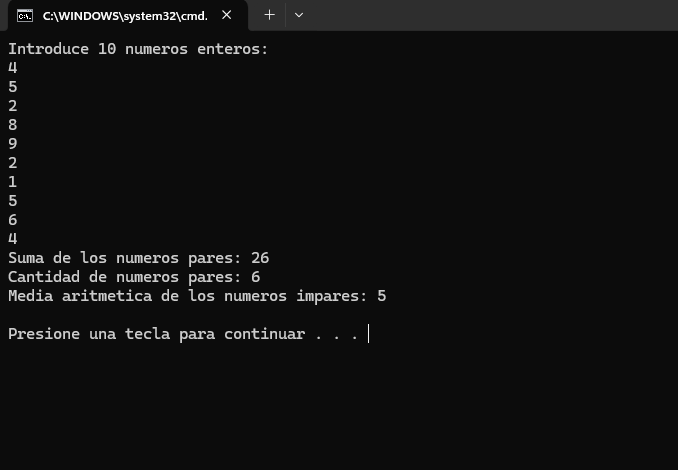 C:\WINDOWS\system32\cmd.
Introduce 10 numeros enteros:
4
5
2
8
9
2
1
5
6
4
Suma de los numeros pares: 26
Cantidad de numeros pares: 6
Media aritmetica de los numeros impares: 5
Presione una tecla para continuar . . .